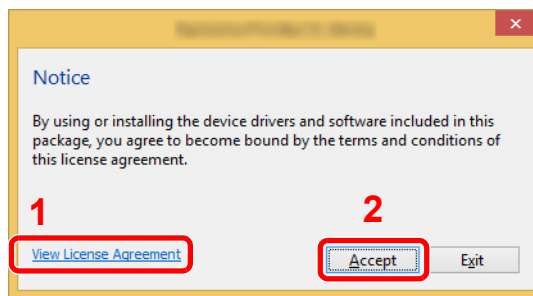 Notice
By using or installing the device drivers and software included in this
package, you agree to become bound by the terms and conditions of
this license agreement.
1
2
View License Agreement
Accept
Exit